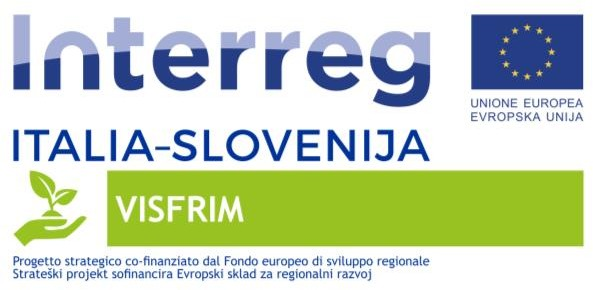 Interreg
UNIONE EUROPEA
EVROPSKA UNIJA
ITALIA-SLOVENIJA
VISFRIM
Progetto strategico co-finanziato dal Fondo europeo di sviluppo regionale
Strateški projekt sofinancira Evropski sklad za regionalni razvoj